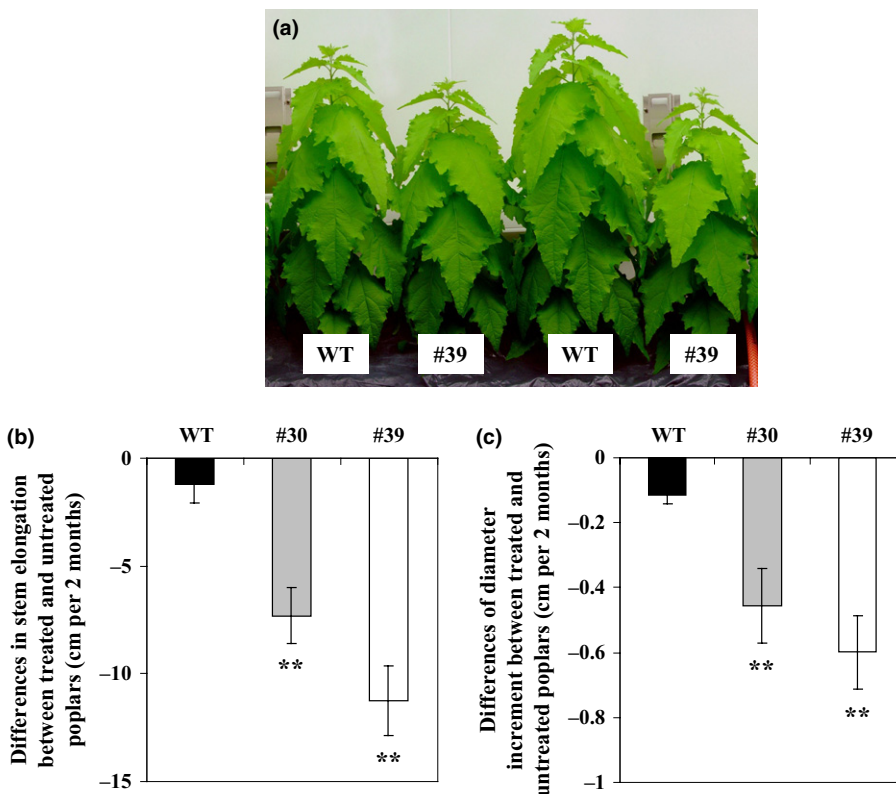 (a)
WT
#39
WT
#39
(b)
WT
#30
#39
Differences in stem elongation
between treated and untreated
poplars (cm per 2 months)
0
–5
–10
–15
**
**
(c)
WT
#30
#39
Differences of diameter
increment between treated and
untreated poplars (cm per 2 months)
0
–0.2
–0.4
–0.6
–0.8
–1
**
**